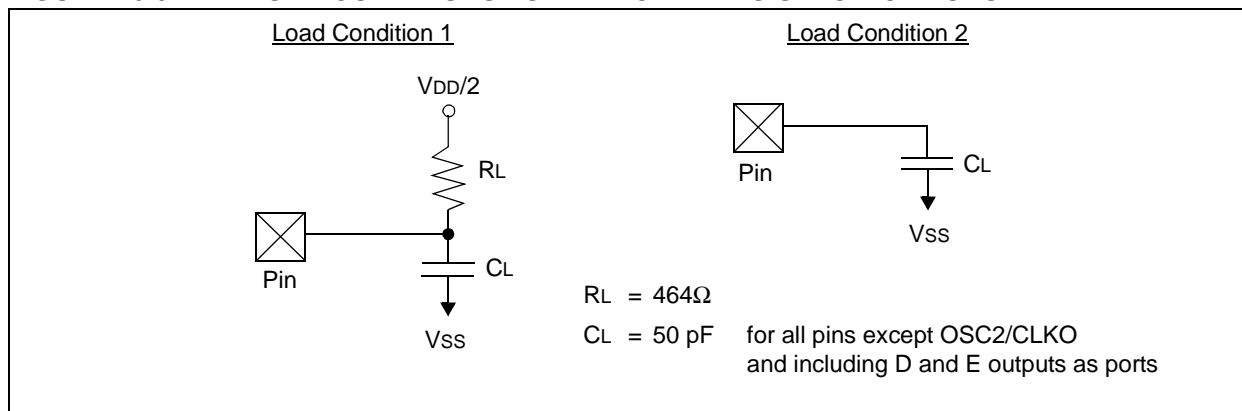 Load Condition 1
VDD/2
RL
Pin
CL
VSS
Load Condition 2
Pin
CL
VSS
RL = 464Ω
CL = 50 pF for all pins except OSC2/CLKO
and including D and E outputs as ports